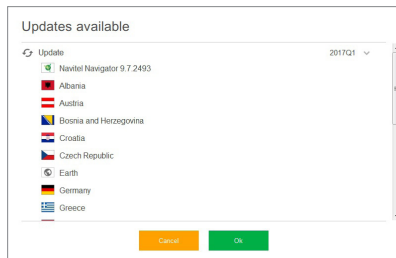 Updates available
Update 2017Q1
Navitel Navigator 9.7.2493
Albania
Austria
Bosnia and Herzegovina
Croatia
Czech Republic
Earth
Germany
Greece
Cancel Ok